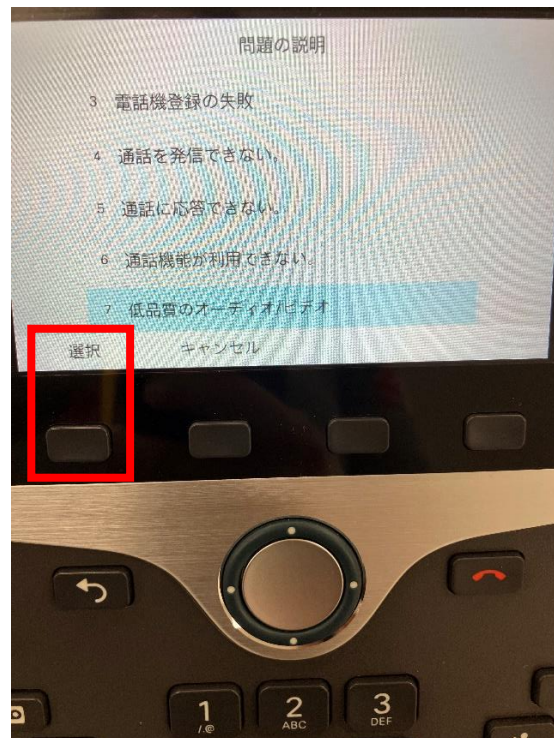 問題の説明
3 電話機登録の失敗
4 通話を発信できない。
5 通話に応答できない。
6 通話機能が利用できない。
7 低品質のオーディオ/ビデオ
選択 キャンセル
1 2 3
/.@ ABC DEF